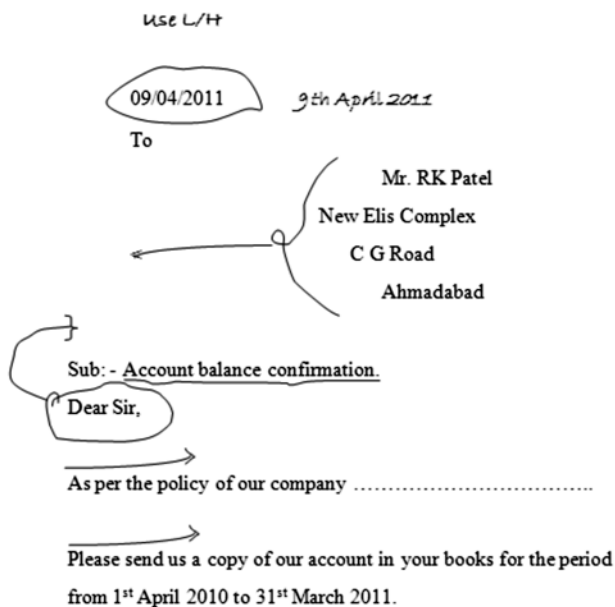 Use L/H
09/04/2011 9th April 2011
To
Mr. RK Patel
New Elis Complex
C G Road
Ahmadabad
Sub: - Account balance confirmation.
Dear Sir,
As per the policy of our company ……………………………..
Please send us a copy of our account in your books for the period
from 1st April 2010 to 31st March 2011.